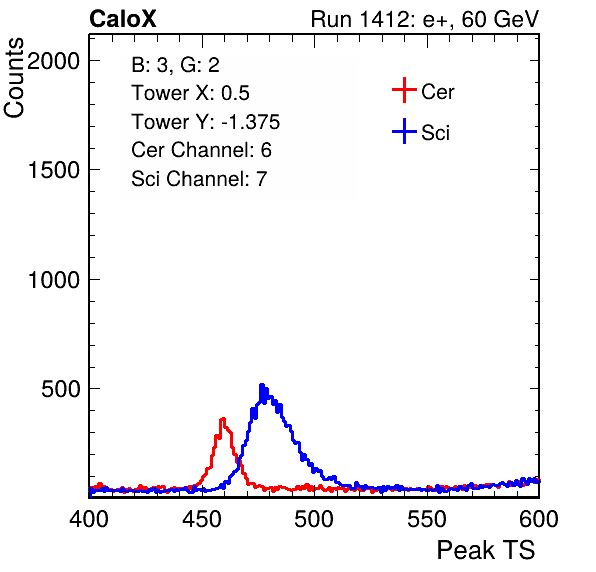 CaloX Run 1412: e+, 60 GeV
Counts
2000
1500
1000
500
B: 3, G: 2
Tower X: 0.5
Tower Y: -1.375
Cer Channel: 6
Sci Channel: 7
Cer
Sci
400 450 500 550 600
Peak TS